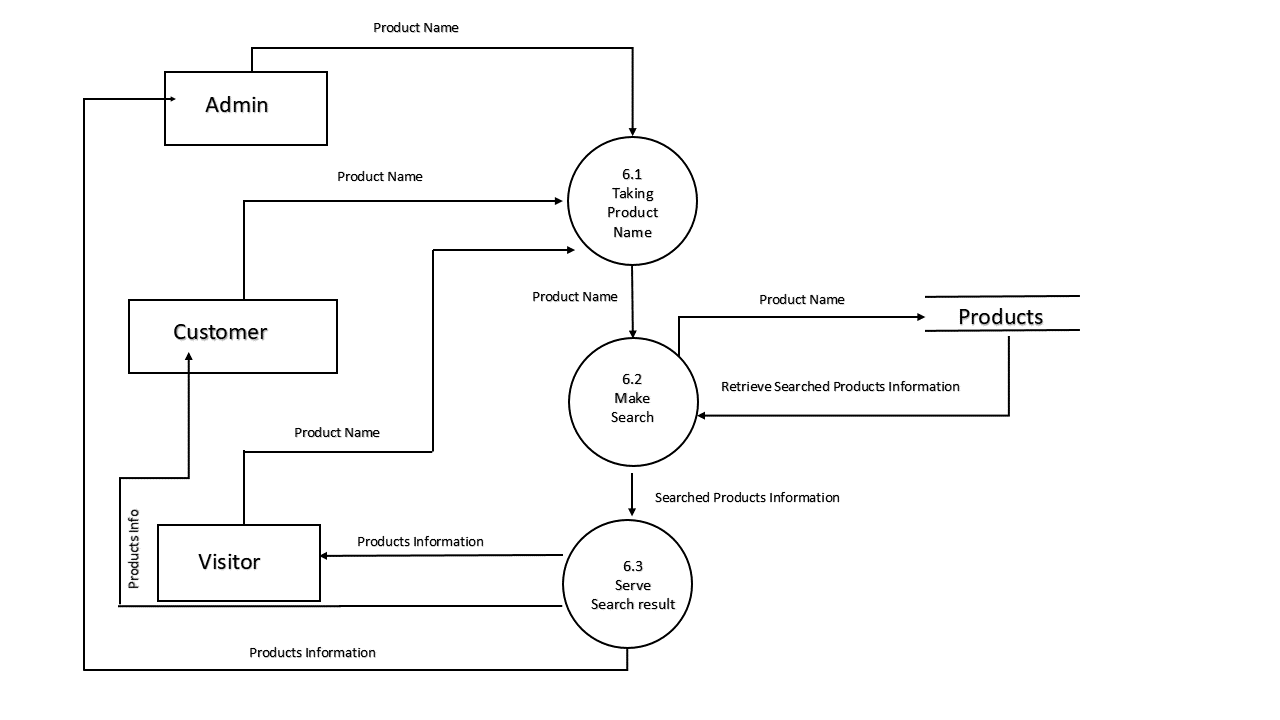 Product Name
Admin
Product Name
6.1
Taking
Product
Name
Product Name
Product Name
Products
Customer
6.2
Make
Search
Retrieve Searched Products Information
Product Name
Searched Products Information
Products Info
Visitor
Products Information
6.3
Serve
Search result
Products Information